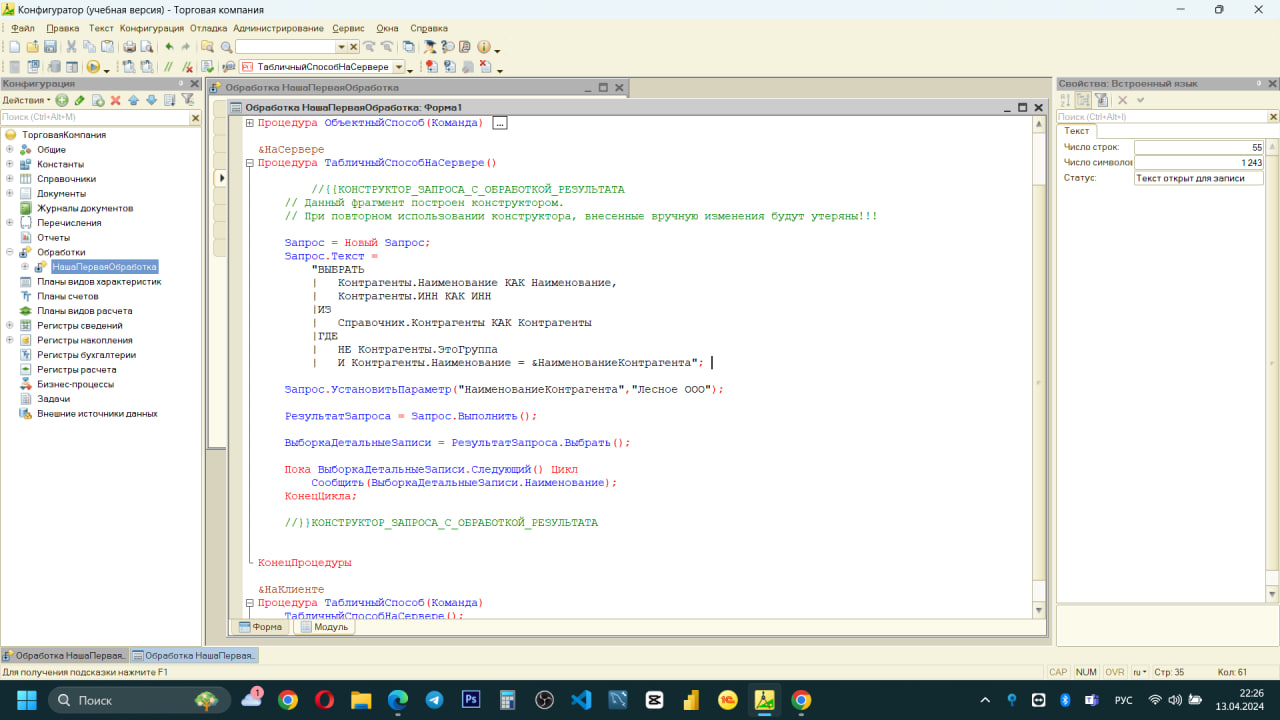 Конфигуратор (учебная версия) - Торговая компания
Файл Правка Текст Конфигурация Отладка Администрирование Сервис Окна Справка
ТабличныйСпособНаСервере
Конфигурация
Действия
Поиск (Ctrl+Alt+M)
ТорговаяКомпания
Общие
Константы
Справочники
Документы
Журналы документов
Перечисления
Отчеты
Обработки
НашаПерваяОбработка
Планы видов характеристик
Планы счетов
Планы видов расчета
Регистры сведений
Регистры накопления
Регистры бухгалтерии
Регистры расчета
Бизнес-процессы
Задачи
Внешние источники данных
Обработка НашаПерваяОбработка
Обработка НашаПерваяОбработка: Форма1
Процедура ОбъектныйСпособ(Команда) ...
&НаСервере
Процедура ТабличныйСпособНаСервере()
//{{КОНСТРУКТОР_ЗАПРОСА_С_ОБРАБОТКОЙ_РЕЗУЛЬТАТА
// Данный фрагмент построен конструктором.
// При повторном использовании конструктора, внесенные вручную изменения будут утеряны!!!
Запрос = Новый Запрос;
Запрос.Текст =
"ВЫБРАТЬ
| Контрагенты.Наименование КАК Наименование,
| Контрагенты.ИНН КАК ИНН
|ИЗ
| Справочник.Контрагенты КАК Контрагенты
|ГДЕ
| НЕ Контрагенты.ЭтоГруппа
| И Контрагенты.Наименование = &НаименованиеКонтрагента";
Запрос.УстановитьПараметр("НаименованиеКонтрагента","Лесное ООО");
РезультатЗапроса = Запрос.Выполнить();
ВыборкаДетальныеЗаписи = РезультатЗапроса.Выбрать();
Пока ВыборкаДетальныеЗаписи.Следующий() Цикл
Сообщить(ВыборкаДетальныеЗаписи.Наименование);
КонецЦикла;
//}}КОНСТРУКТОР_ЗАПРОСА_С_ОБРАБОТКОЙ_РЕЗУЛЬТАТА
КонецПроцедуры
&НаКлиенте
Процедура ТабличныйСпособ(Команда)
ТабличныйСпособНаСервере();
Форма Модуль
Свойства: Встроенный язык
Поиск (Ctrl+Alt+I)
Текст
Число строк: 55
Число символов 1 243
Статус: Текст открыт для записи
Обработка НашаПервая... Обработка НашаПервая...
Для получения подсказки нажмите F1
CAP NUM OVR ru Стр: 35 Кол: 61
Поиск
1
РУС
22:26
13.04.2024